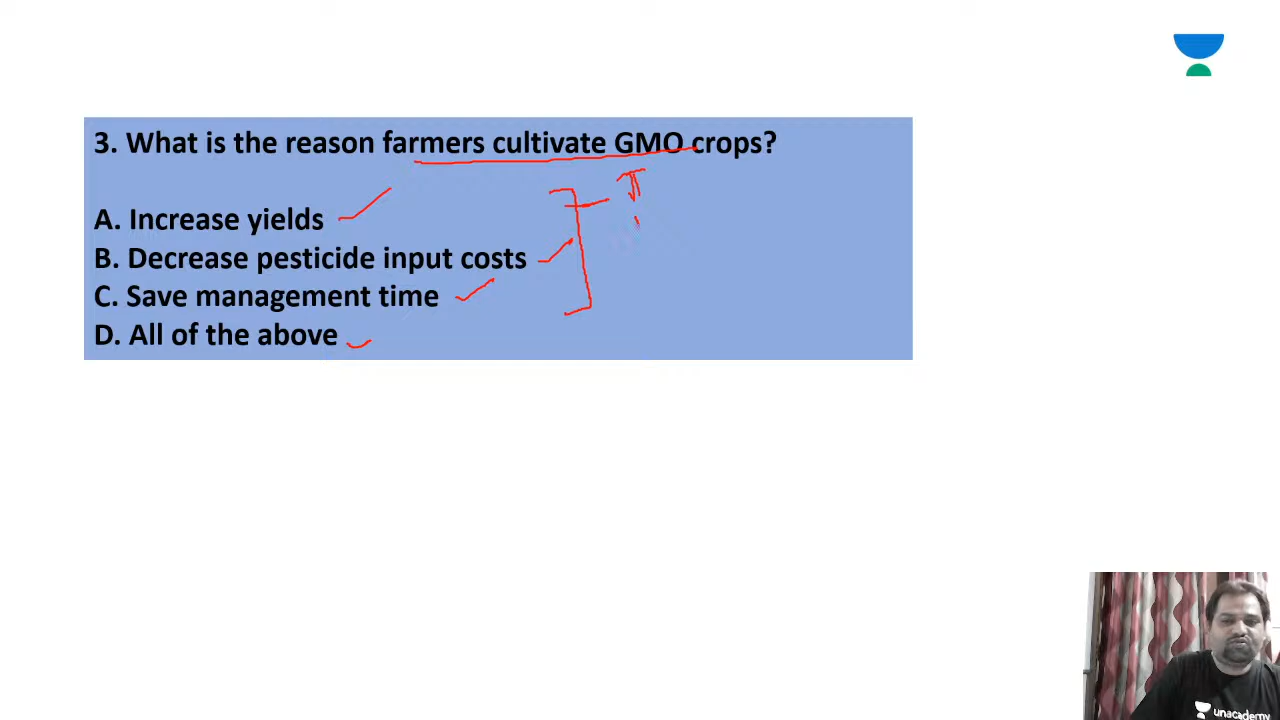 3. What is the reason farmers cultivate GMO crops?
A. Increase yields
B. Decrease pesticide input costs
C. Save management time
D. All of the above
unacademy